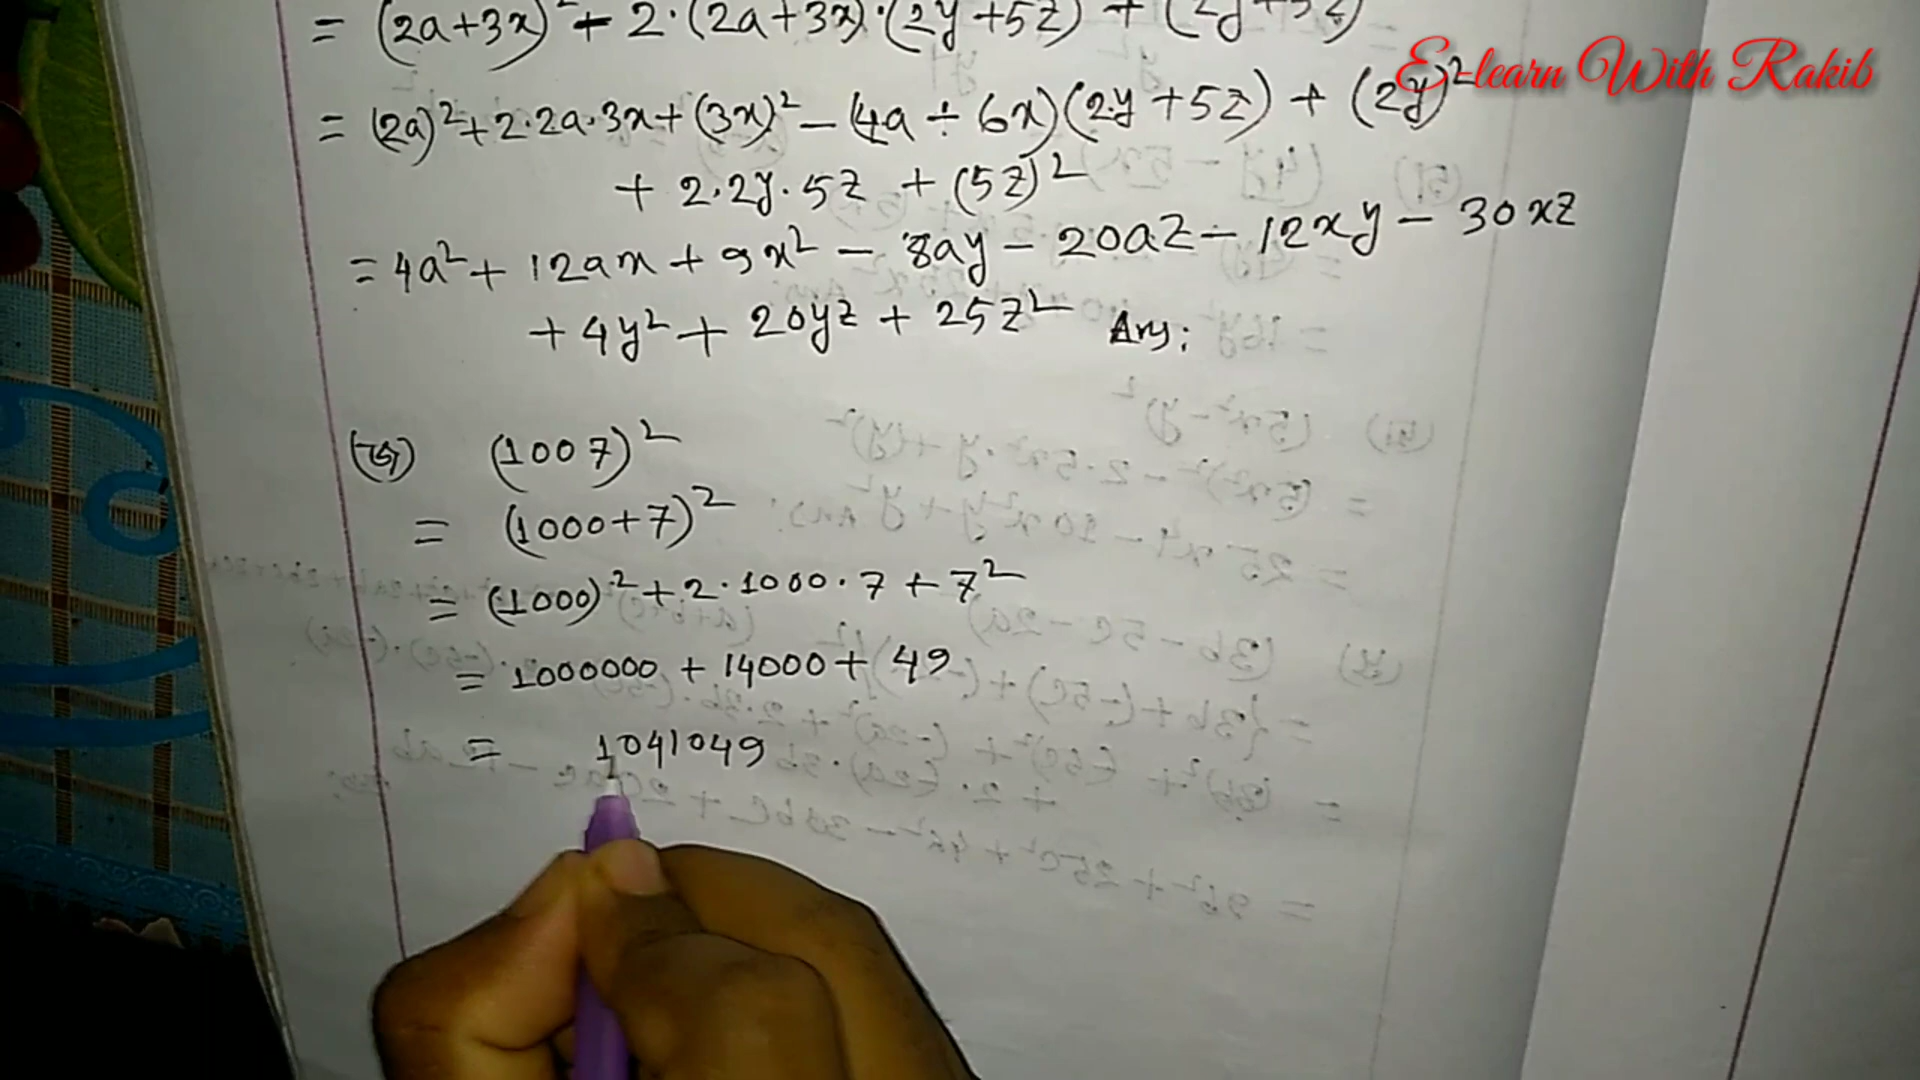 = (2a+3x)² - 2·(2a+3x)·(2y+5z) + (2y+5z)²
E-learn With Rakib
= (2a)²+2·2a·3x+(3x)² - (4a + 6x)(2y+5z) + (2y)²
+ 2·2y·5z + (5z)²
= 4a² + 12ax + 9x² - 8ay - 20az - 12xy - 30xz
+ 4y² + 20yz + 25z² Ans:
(1007)²
= (1000+7)²
= (1000)² + 2·1000·7 + 7²
= 1000000 + 14000 + 49
= 1041049